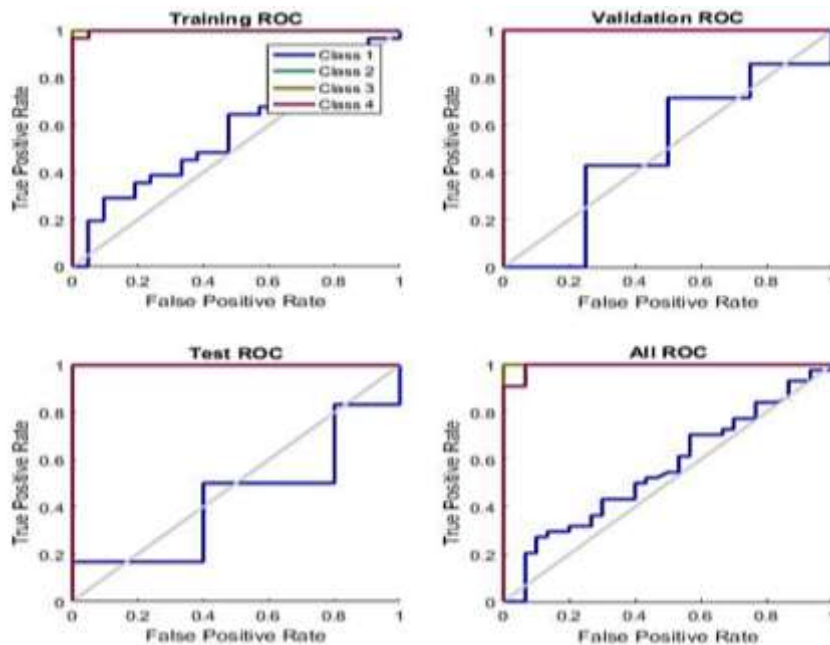 Training ROC
1
0.8
0.6
0.4
0.2
0
True Positive Rate
Class 1
Class 2
Class 3
Class 4
0 0.2 0.4 0.6 0.8 1
False Positive Rate
Validation ROC
1
0.8
0.6
0.4
0.2
0
True Positive Rate
0 0.2 0.4 0.6 0.8 1
False Positive Rate
Test ROC
1
0.8
0.6
0.4
0.2
0
True Positive Rate
0 0.2 0.4 0.6 0.8 1
False Positive Rate
All ROC
1
0.8
0.6
0.4
0.2
0
True Positive Rate
0 0.2 0.4 0.6 0.8 1
False Positive Rate